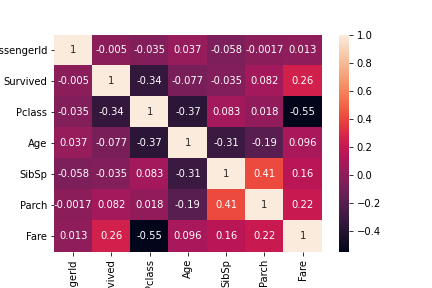 ssengerId 1 -0.005 -0.035 0.037 -0.058 -0.0017 0.013
Survived -0.005 1 -0.34 -0.077 -0.035 0.082 0.26
Pclass -0.035 -0.34 1 -0.37 0.083 0.018 -0.55
Age 0.037 -0.077 -0.37 1 -0.31 -0.19 0.096
SibSp -0.058 -0.035 0.083 -0.31 1 0.41 0.16
Parch -0.0017 0.082 0.018 -0.19 0.41 1 0.22
Fare 0.013 0.26 -0.55 0.096 0.16 0.22 1
gerId vived Pclass Age SibSp Parch Fare
1.0
0.8
0.6
0.4
0.2
0.0
−0.2
−0.4